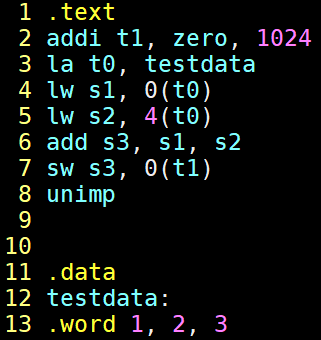 1 .text
2 addi t1, zero, 1024
3 la t0, testdata
4 lw s1, 0(t0)
5 lw s2, 4(t0)
6 add s3, s1, s2
7 sw s3, 0(t1)
8 unimp
9
10
11 .data
12 testdata:
13 .word 1, 2, 3